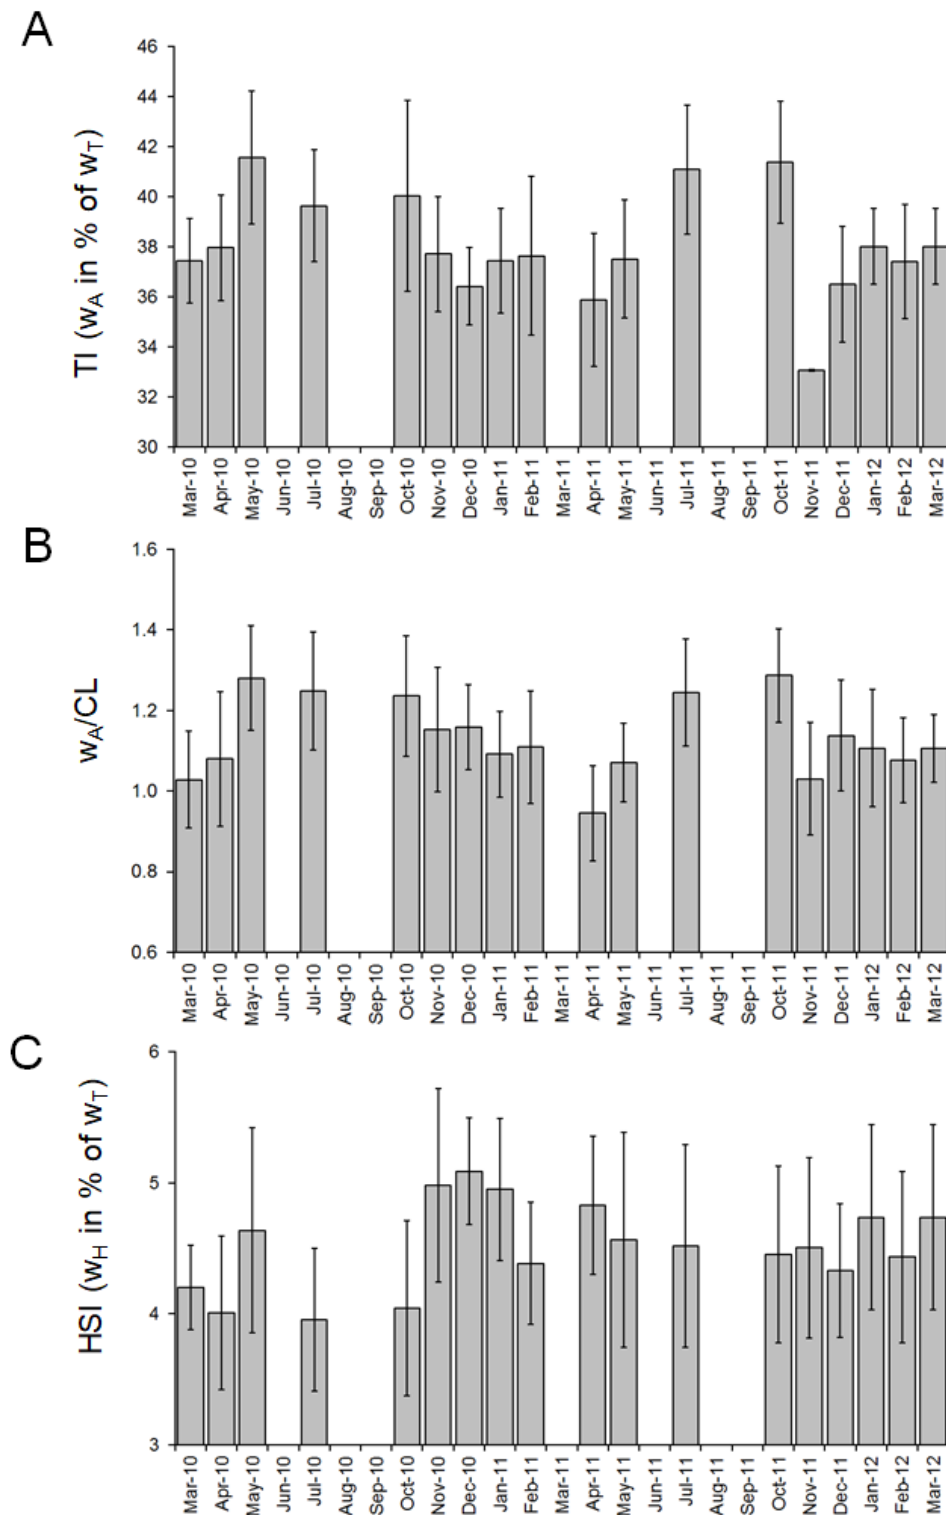 A
TI (wA in % of wT)
46
44
42
40
38
36
34
32
30
Mar-10 Apr-10 May-10 Jun-10 Jul-10 Aug-10 Sep-10 Oct-10 Nov-10 Dec-10 Jan-11 Feb-11 Mar-11 Apr-11 May-11 Jun-11 Jul-11 Aug-11 Sep-11 Oct-11 Nov-11 Dec-11 Jan-12 Feb-12 Mar-12
B
wA/CL
1.6
1.4
1.2
1.0
0.8
0.6
Mar-10 Apr-10 May-10 Jun-10 Jul-10 Aug-10 Sep-10 Oct-10 Nov-10 Dec-10 Jan-11 Feb-11 Mar-11 Apr-11 May-11 Jun-11 Jul-11 Aug-11 Sep-11 Oct-11 Nov-11 Dec-11 Jan-12 Feb-12 Mar-12
C
HSI (wH in % of wT)
6
5
4
3
Mar-10 Apr-10 May-10 Jun-10 Jul-10 Aug-10 Sep-10 Oct-10 Nov-10 Dec-10 Jan-11 Feb-11 Mar-11 Apr-11 May-11 Jun-11 Jul-11 Aug-11 Sep-11 Oct-11 Nov-11 Dec-11 Jan-12 Feb-12 Mar-12